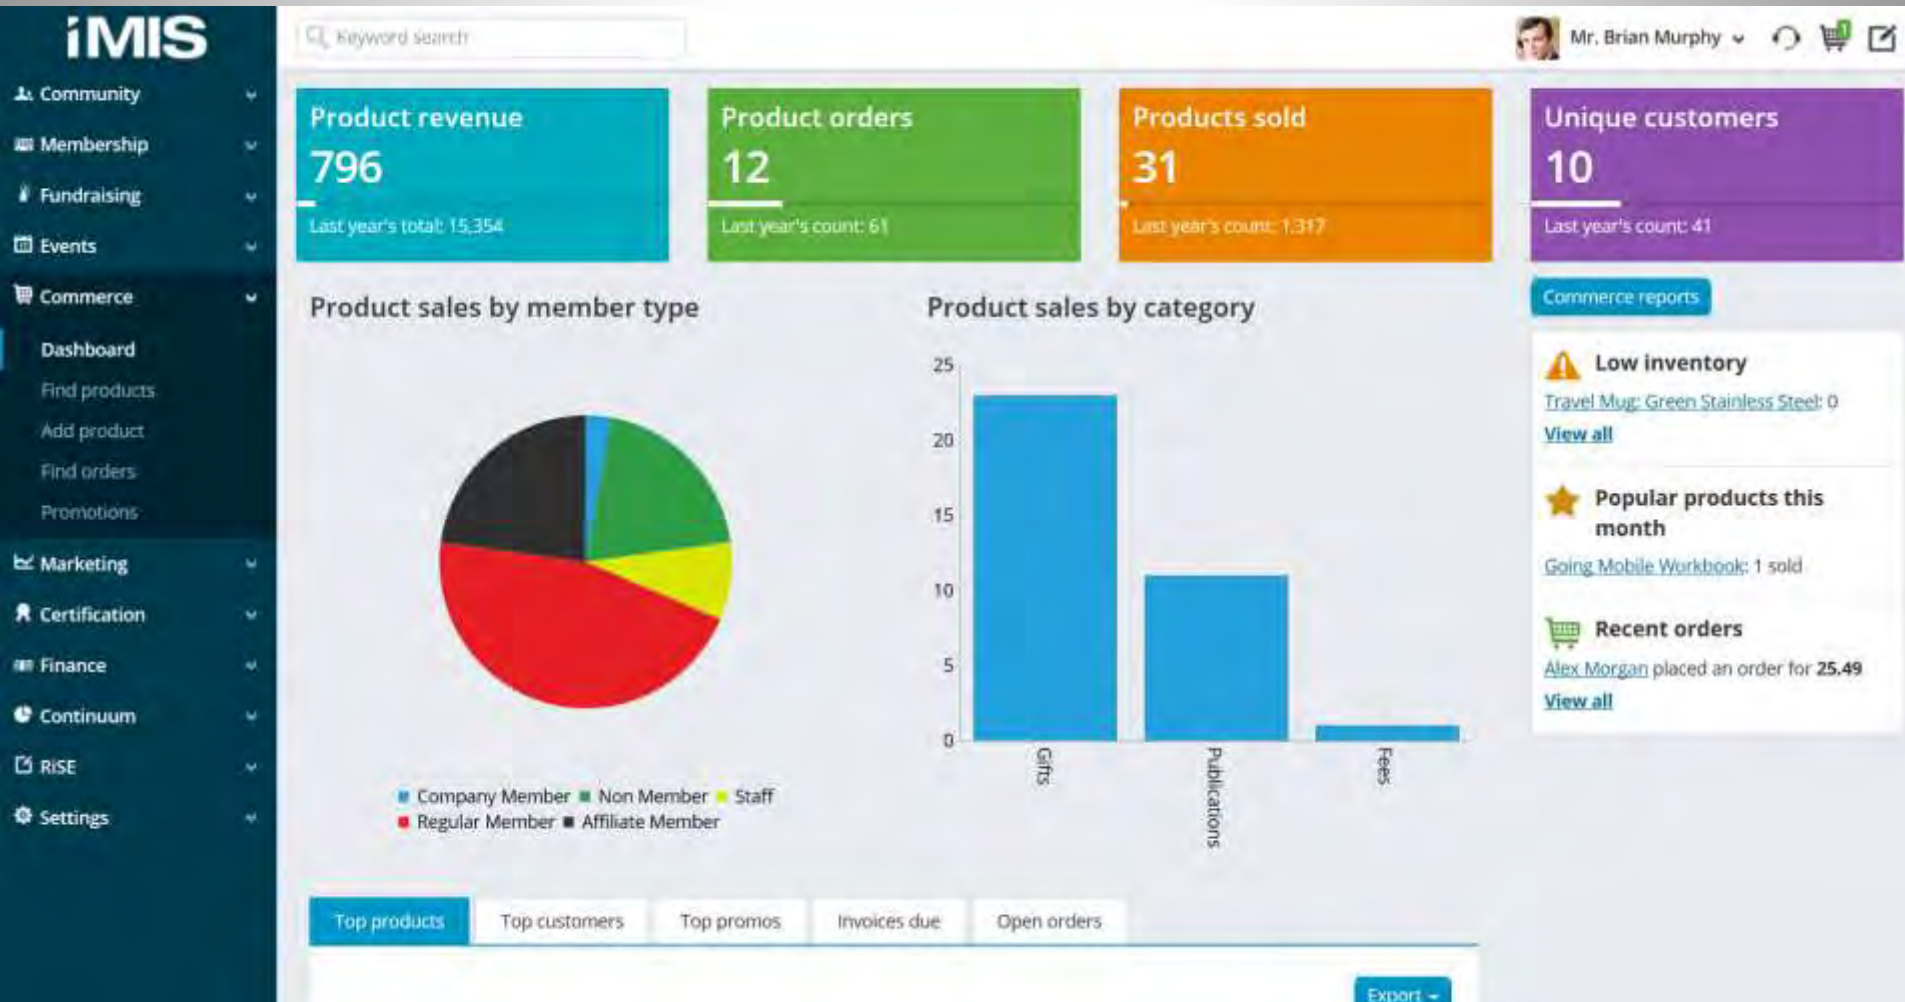 iMIS
Keyword search
Mr. Brian Murphy
1
Community
Membership
Fundraising
Events
Commerce
Dashboard
Find products
Add product
Find orders
Promotions
Marketing
Certification
Finance
Continuum
RiSE
Settings
Product revenue
796
Last year's total: 15,354
Product orders
12
Last year's count: 61
Products sold
31
Last year's count: 1,317
Unique customers
10
Last year's count: 41
Product sales by member type
Company Member Non Member Staff
Regular Member Affiliate Member
Product sales by category
25
20
15
10
5
0
Gifts
Publications
Fees
Commerce reports
Low inventory
Travel Mug: Green Stainless Steel: 0
View all
Popular products this
month
Going Mobile Workbook: 1 sold
Recent orders
Alex Morgan placed an order for 25.49
View all
Top products
Top customers
Top promos
Invoices due
Open orders
Export